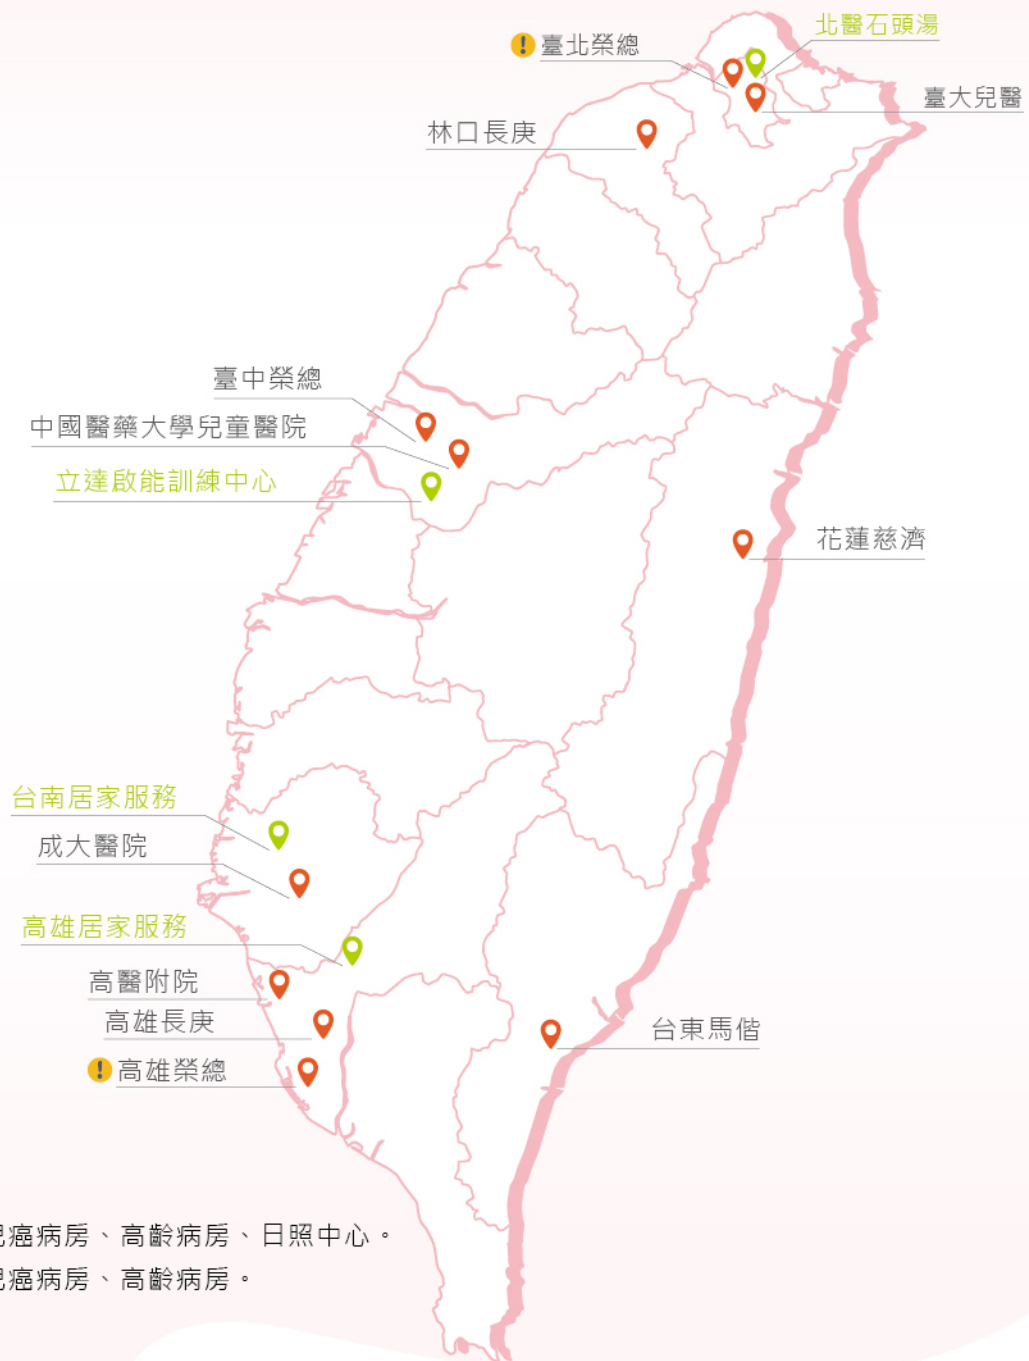 北醫石頭湯
! 臺北榮總
臺大兒醫
林口長庚
臺中榮總
中國醫藥大學兒童醫院
立達啟能訓練中心
花蓮慈濟
台南居家服務
成大醫院
高雄居家服務
高醫附院
高雄長庚
台東馬偕
! 高雄榮總
癌病房、高齡病房、日照中心。
癌病房、高齡病房。